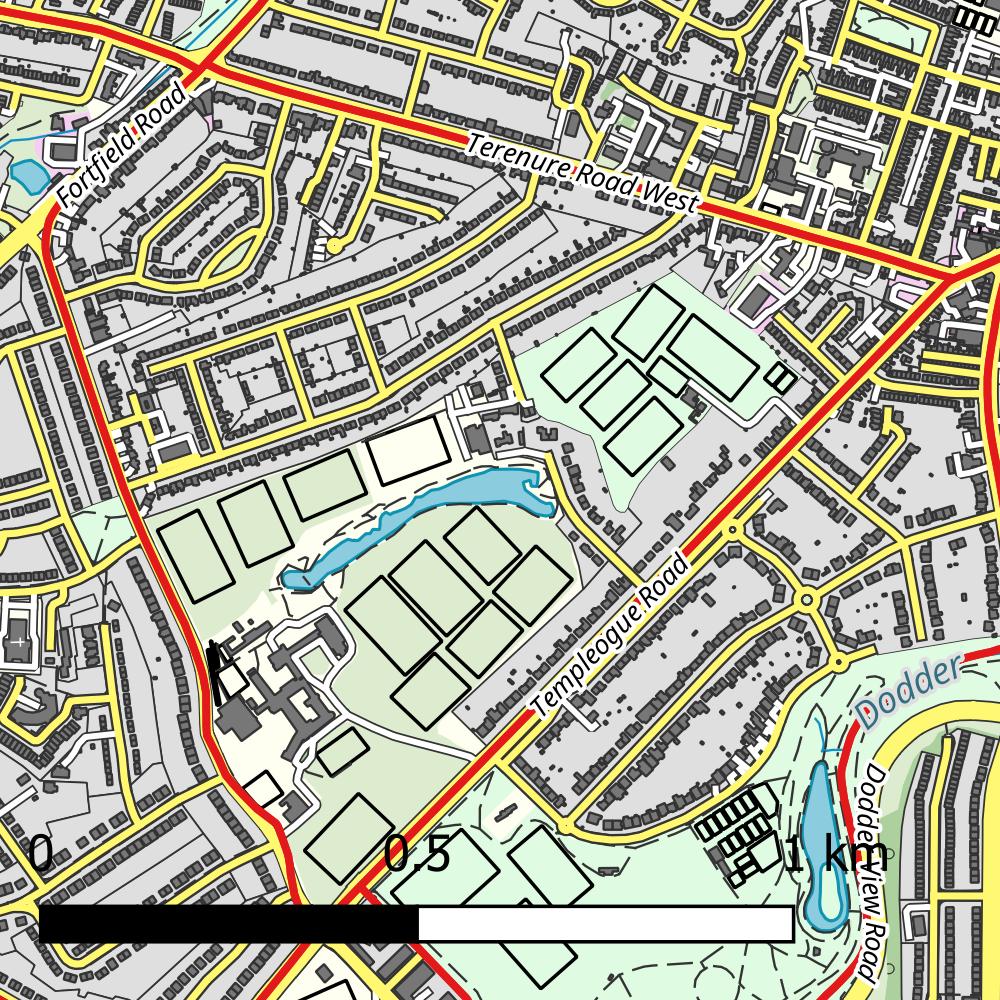 Fortfield Road
Terenure Road West
Templeogue Road
Dodder
Dodder View Road
0
0.5
1 km